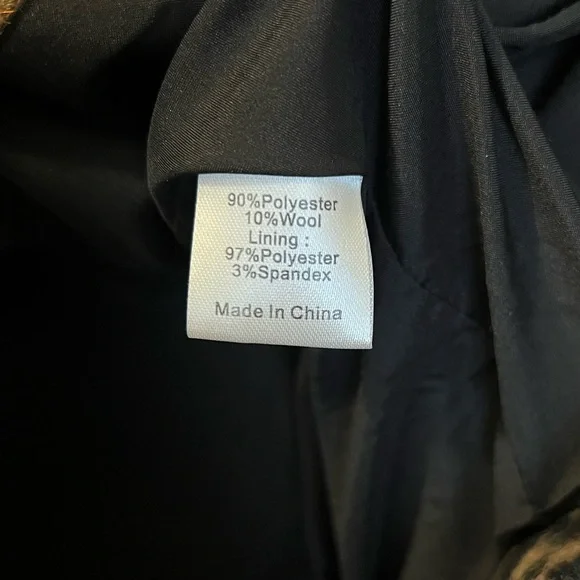 90%Polyester
10%Wool
Lining :
97%Polyester
3%Spandex
Made In China